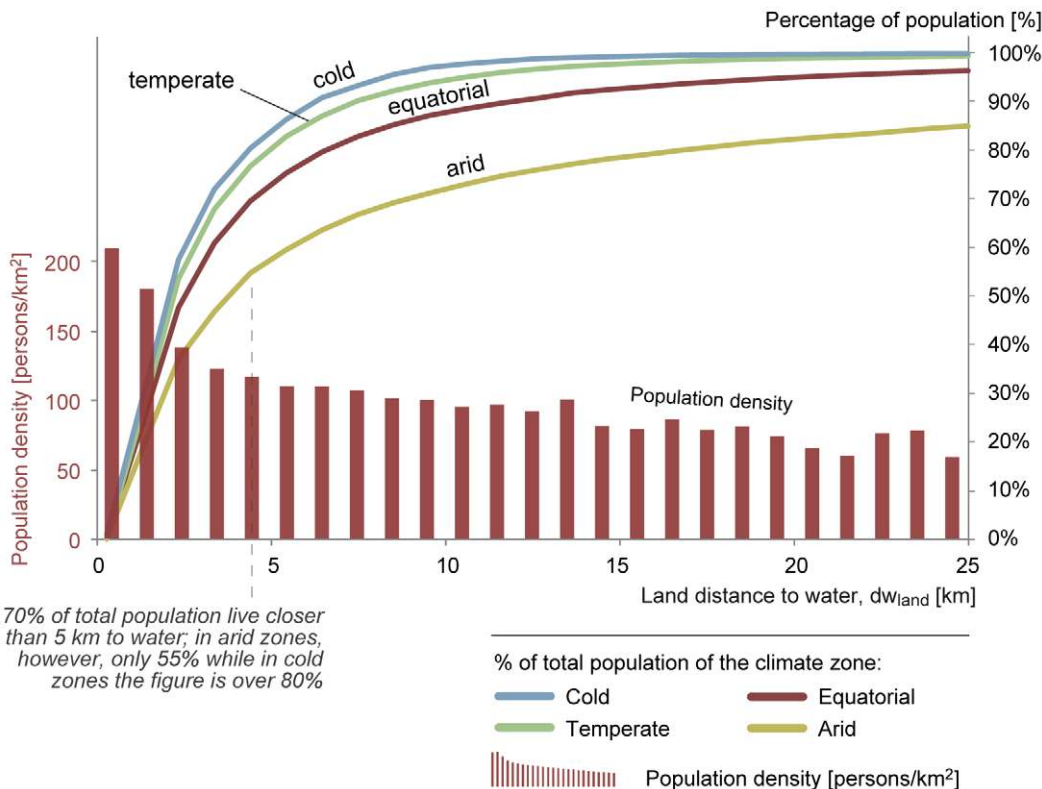 Percentage of population [%]
temperate
cold
equatorial
arid
Population density
Population density [persons/km²]
200
150
100
50
0
100%
90%
80%
70%
60%
50%
40%
30%
20%
10%
0%
0
5
10
15
20
25
Land distance to water, dwland [km]
70% of total population live closer
than 5 km to water; in arid zones,
however, only 55% while in cold
zones the figure is over 80%
% of total population of the climate zone:
Cold
Equatorial
Temperate
Arid
Population density [persons/km²]